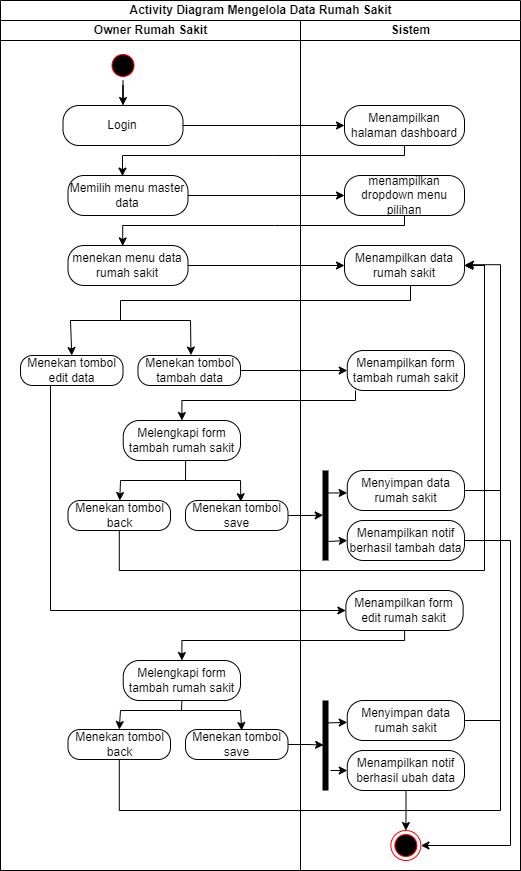 Activity Diagram Mengelola Data Rumah Sakit
Owner Rumah Sakit
Sistem
Login
Menampilkan
halaman dashboard
Memilih menu master
data
menampilkan
dropdown menu
pilihan
menekan menu data
rumah sakit
Menampilkan data
rumah sakit
Menekan tombol
edit data
Menekan tombol
tambah data
Menampilkan form
tambah rumah sakit
Melengkapi form
tambah rumah sakit
Menekan tombol
back
Menekan tombol
save
Menyimpan data
rumah sakit
Menampilkan notif
berhasil tambah data
Menampilkan form
edit rumah sakit
Melengkapi form
tambah rumah sakit
Menekan tombol
back
Menekan tombol
save
Menyimpan data
rumah sakit
Menampilkan notif
berhasil ubah data